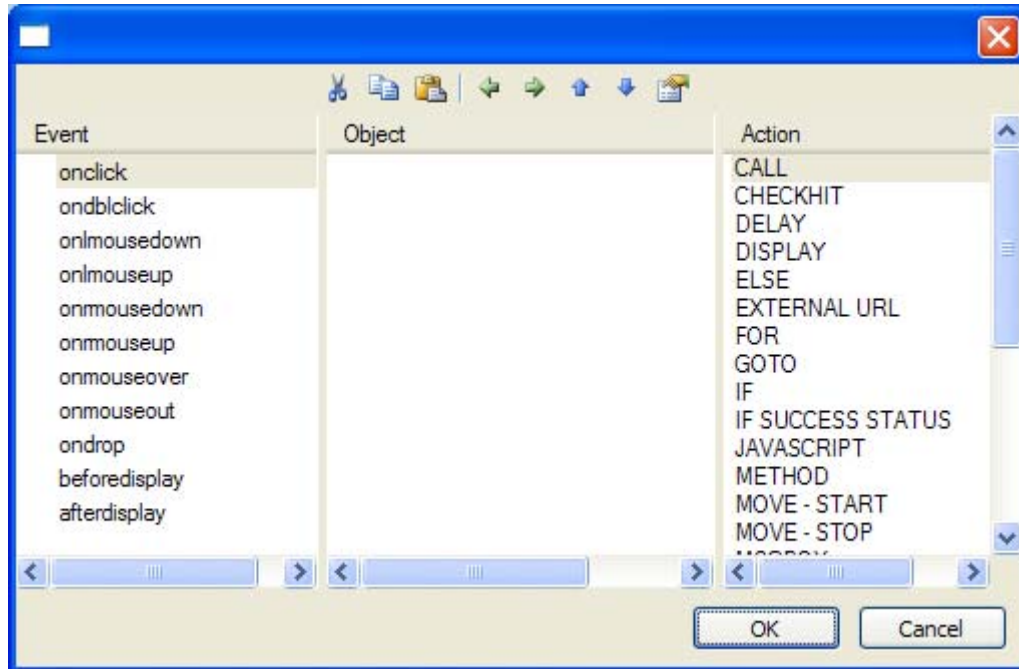 Event
Object
Action
onclick
ondblclick
onlmousedown
onlmouseup
onrmousedown
onrmouseup
onmouseover
onmouseout
ondrop
beforedisplay
afterdisplay
CALL
CHECKHIT
DELAY
DISPLAY
ELSE
EXTERNAL URL
FOR
GOTO
IF
IF SUCCESS STATUS
JAVASCRIPT
METHOD
MOVE - START
MOVE - STOP
OK
Cancel